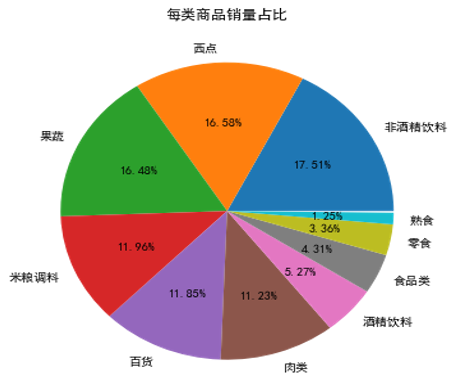 每类商品销量占比
西点
16.58%
非酒精饮料
17.51%
果蔬
16.48%
熟食
1.25%
零食
3.36%
米粮调料
11.96%
食品类
4.31%
酒精饮料
5.27%
百货
11.85%
肉类
11.23%